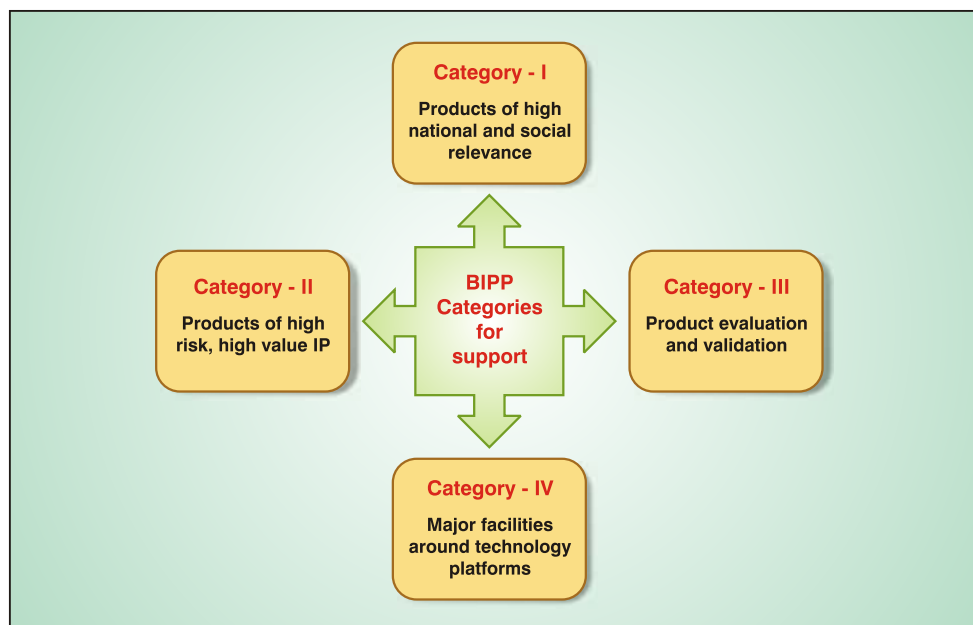 Category - I
Products of high
national and social
relevance
Category - II
Products of high
risk, high value IP
BIPP
Categories
for
support
Category - III
Product evaluation
and validation
Category - IV
Major facilities
around technology
platforms